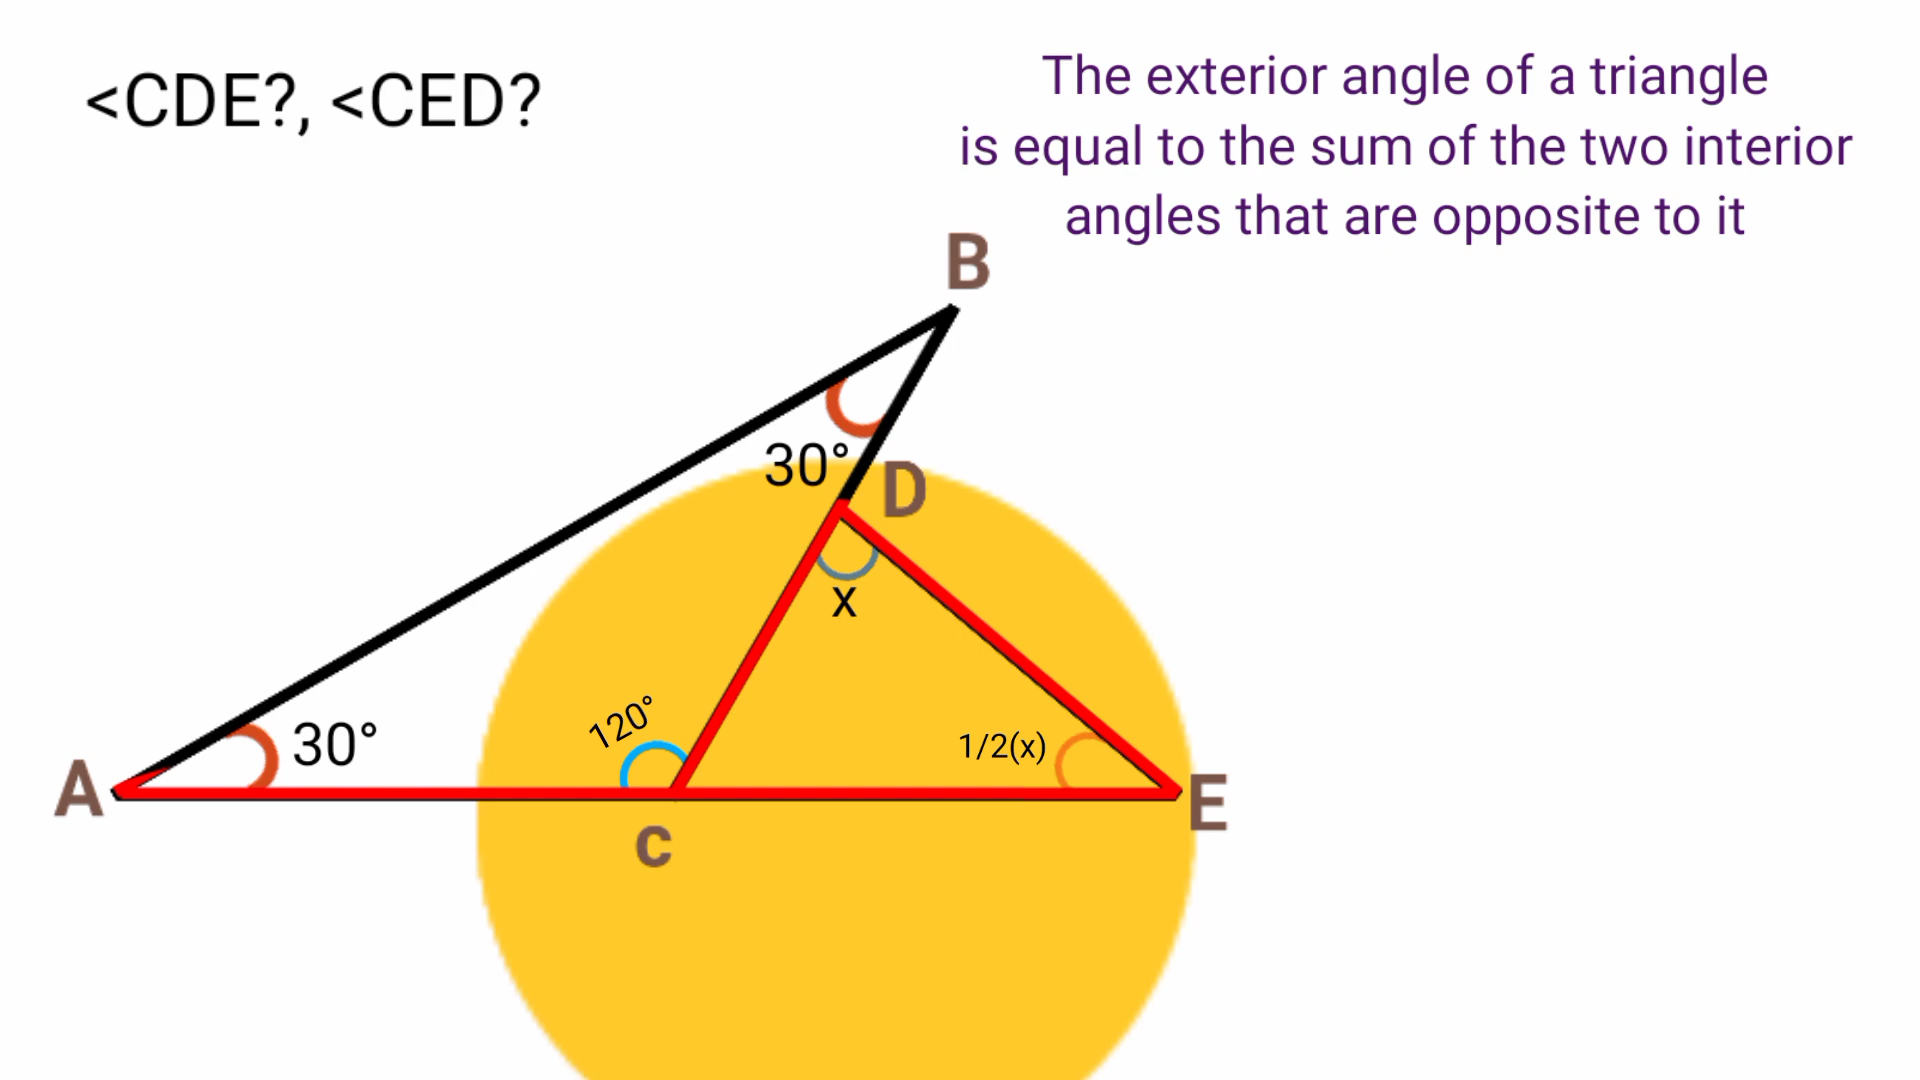 <CDE?, <CED?
The exterior angle of a triangle
is equal to the sum of the two interior
angles that are opposite to it
B
30°
D
x
120°
30°
1/2(x)
A
E
c